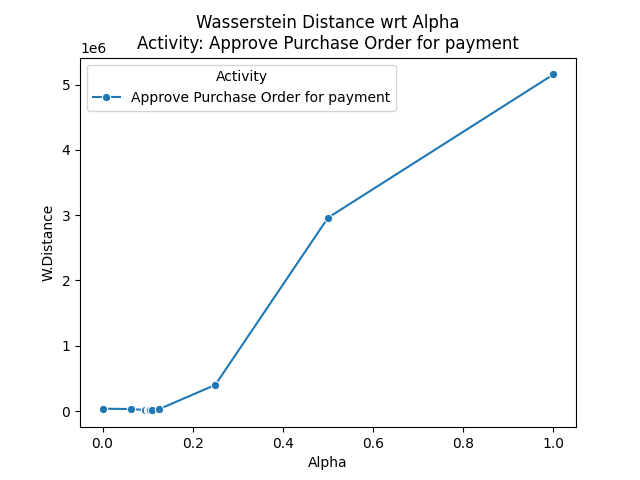 Wasserstein Distance wrt Alpha
Activity: Approve Purchase Order for payment
1e6
Activity
Approve Purchase Order for payment
W.Distance
5
4
3
2
1
0
0.0 0.2 0.4 0.6 0.8 1.0
Alpha